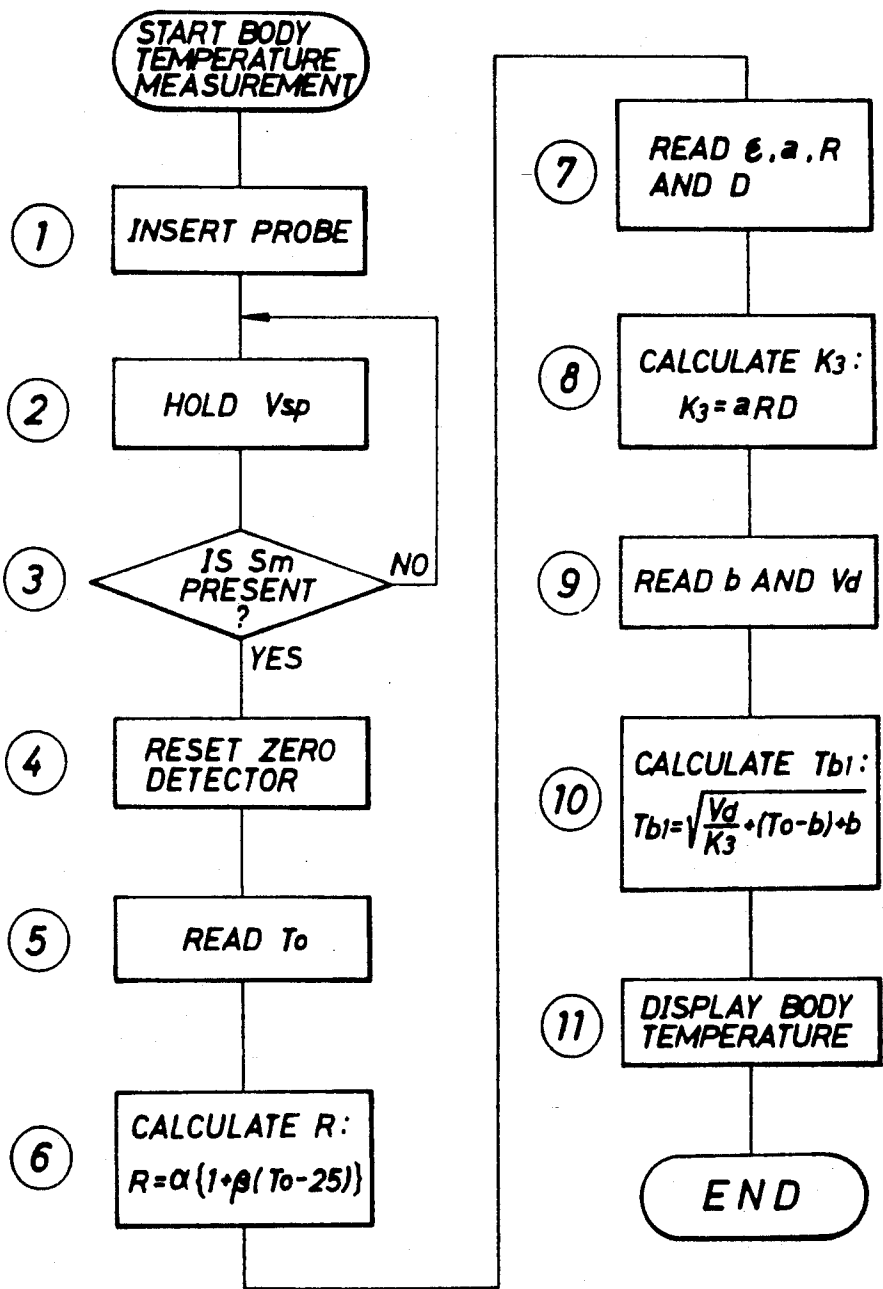 START BODY
TEMPERATURE
MEASUREMENT
1
INSERT PROBE
2
HOLD Vsp
3
IS Sm
PRESENT
?
NO
YES
4
RESET ZERO
DETECTOR
5
READ To
6
CALCULATE R:
R=α{1+β(To-25)}
7
READ ε,a,R
AND D
8
CALCULATE K3:
K3=aRD
9
READ b AND Vd
10
CALCULATE Tb1:
Tb1=√(Vd/K3+(To-b)+b)
11
DISPLAY BODY
TEMPERATURE
END